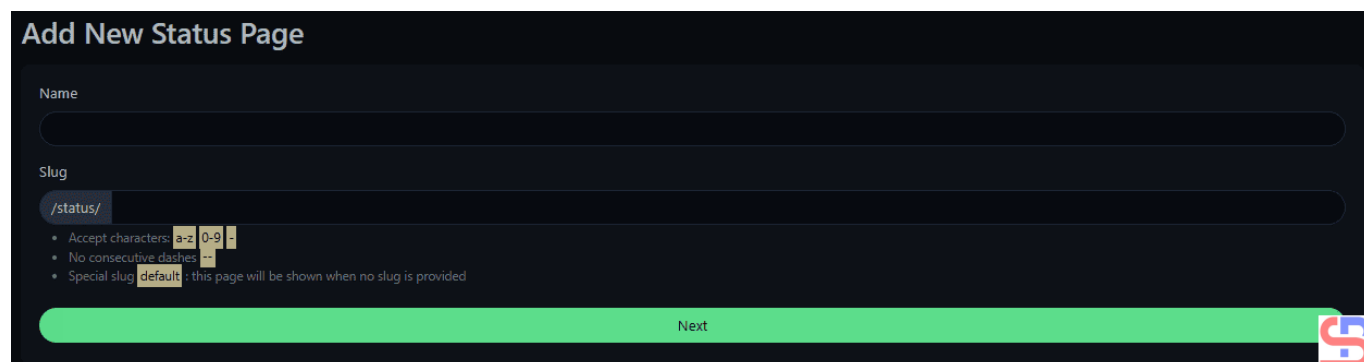 Add New Status Page
Name
Slug
/status/
Accept characters: a-z 0-9 -
No consecutive dashes --
Special slug default : this page will be shown when no slug is provided
Next